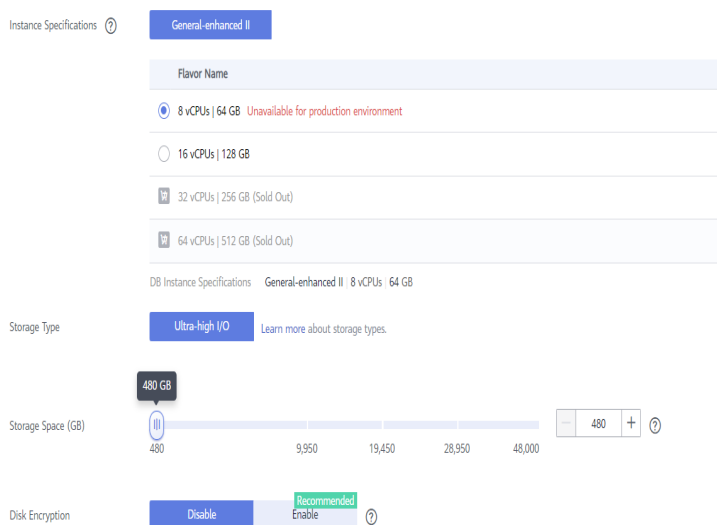 Instance Specifications ? General-enhanced II
Flavor Name
8 vCPUs | 64 GB Unavailable for production environment
16 vCPUs | 128 GB
32 vCPUs | 256 GB (Sold Out)
64 vCPUs | 512 GB (Sold Out)
DB Instance Specifications General-enhanced II | 8 vCPUs | 64 GB
Storage Type Ultra-high I/O Learn more about storage types.
480 GB
Storage Space (GB) — 480 + ?
480 9,950 19,450 28,950 48,000
Recommended
Disk Encryption Disable Enable ?